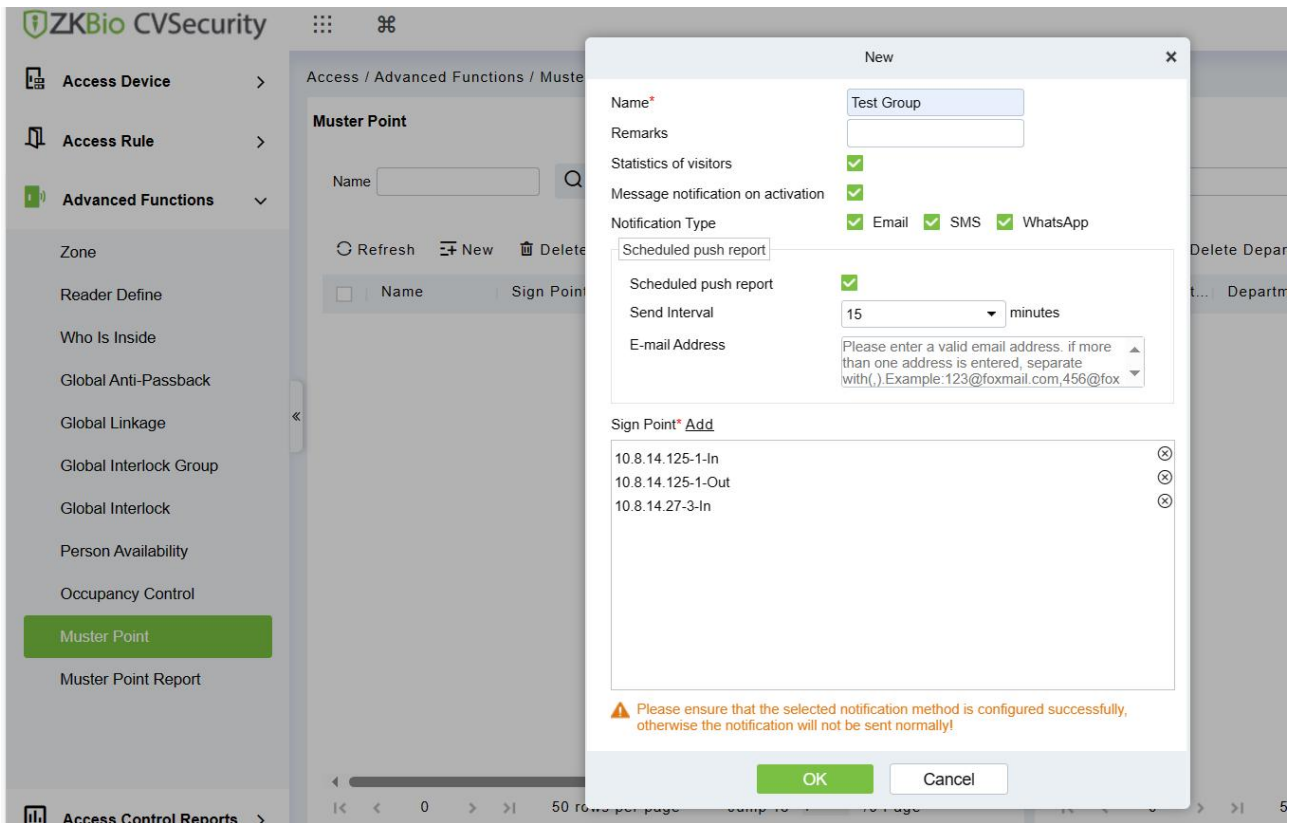 ZKBio CVSecurity
Access Device
Access Rule
Advanced Functions
Zone
Reader Define
Who Is Inside
Global Anti-Passback
Global Linkage
Global Interlock Group
Global Interlock
Person Availability
Occupancy Control
Muster Point
Muster Point Report
Access Control Reports
Access / Advanced Functions / Muste
Muster Point
Name
Refresh New Delete
Name Sign Point
0 50 rows per page
Delete Depar
t... Departm
5
New
Name* Test Group
Remarks
Statistics of visitors
Message notification on activation
Notification Type Email SMS WhatsApp
Scheduled push report
Scheduled push report
Send Interval 15 minutes
E-mail Address Please enter a valid email address. if more
than one address is entered, separate
with(,).Example:123@foxmail.com,456@fox
Sign Point* Add
10.8.14.125-1-In
10.8.14.125-1-Out
10.8.14.27-3-In
Please ensure that the selected notification method is configured successfully,
otherwise the notification will not be sent normally!
OK Cancel